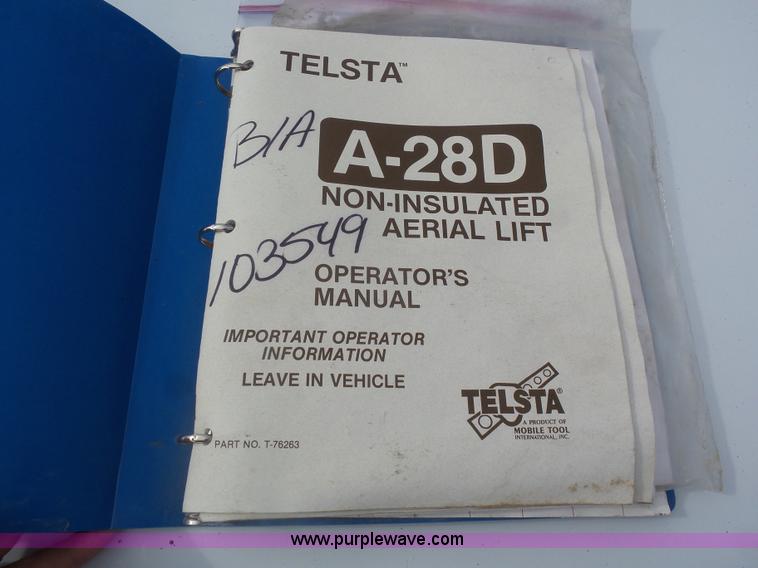 TELSTA™
B/A
A-28D
NON-INSULATED
AERIAL LIFT
103549
OPERATOR'S
MANUAL
IMPORTANT OPERATOR
INFORMATION
LEAVE IN VEHICLE
TELSTA®
A PRODUCT OF
MOBILE TOOL
INTERNATIONAL, INC.
PART NO. T-76263
www.purplewave.com